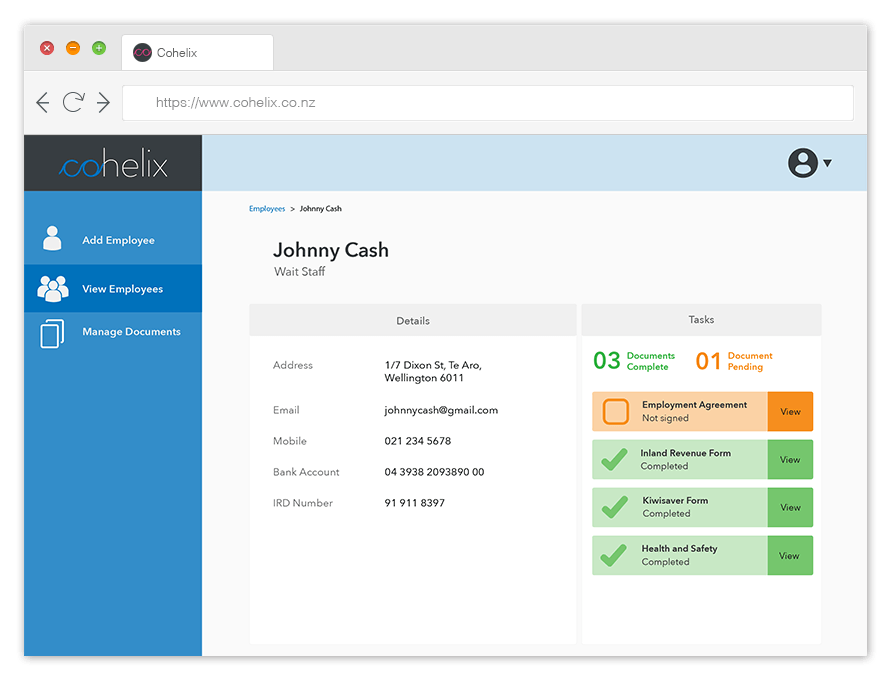 Cohelix
https://www.cohelix.co.nz
cohelix
Employees > Johnny Cash
Add Employee
View Employees
Manage Documents
Johnny Cash
Wait Staff
Details
Address
1/7 Dixon St, Te Aro,
Wellington 6011
Email
johnnycash@gmail.com
Mobile
021 234 5678
Bank Account
04 3938 2093890 00
IRD Number
91 911 8397
Tasks
03 Documents
Complete
01 Document
Pending
Employment Agreement
Not signed
View
Inland Revenue Form
Completed
View
Kiwisaver Form
Completed
View
Health and Safety
Completed
View